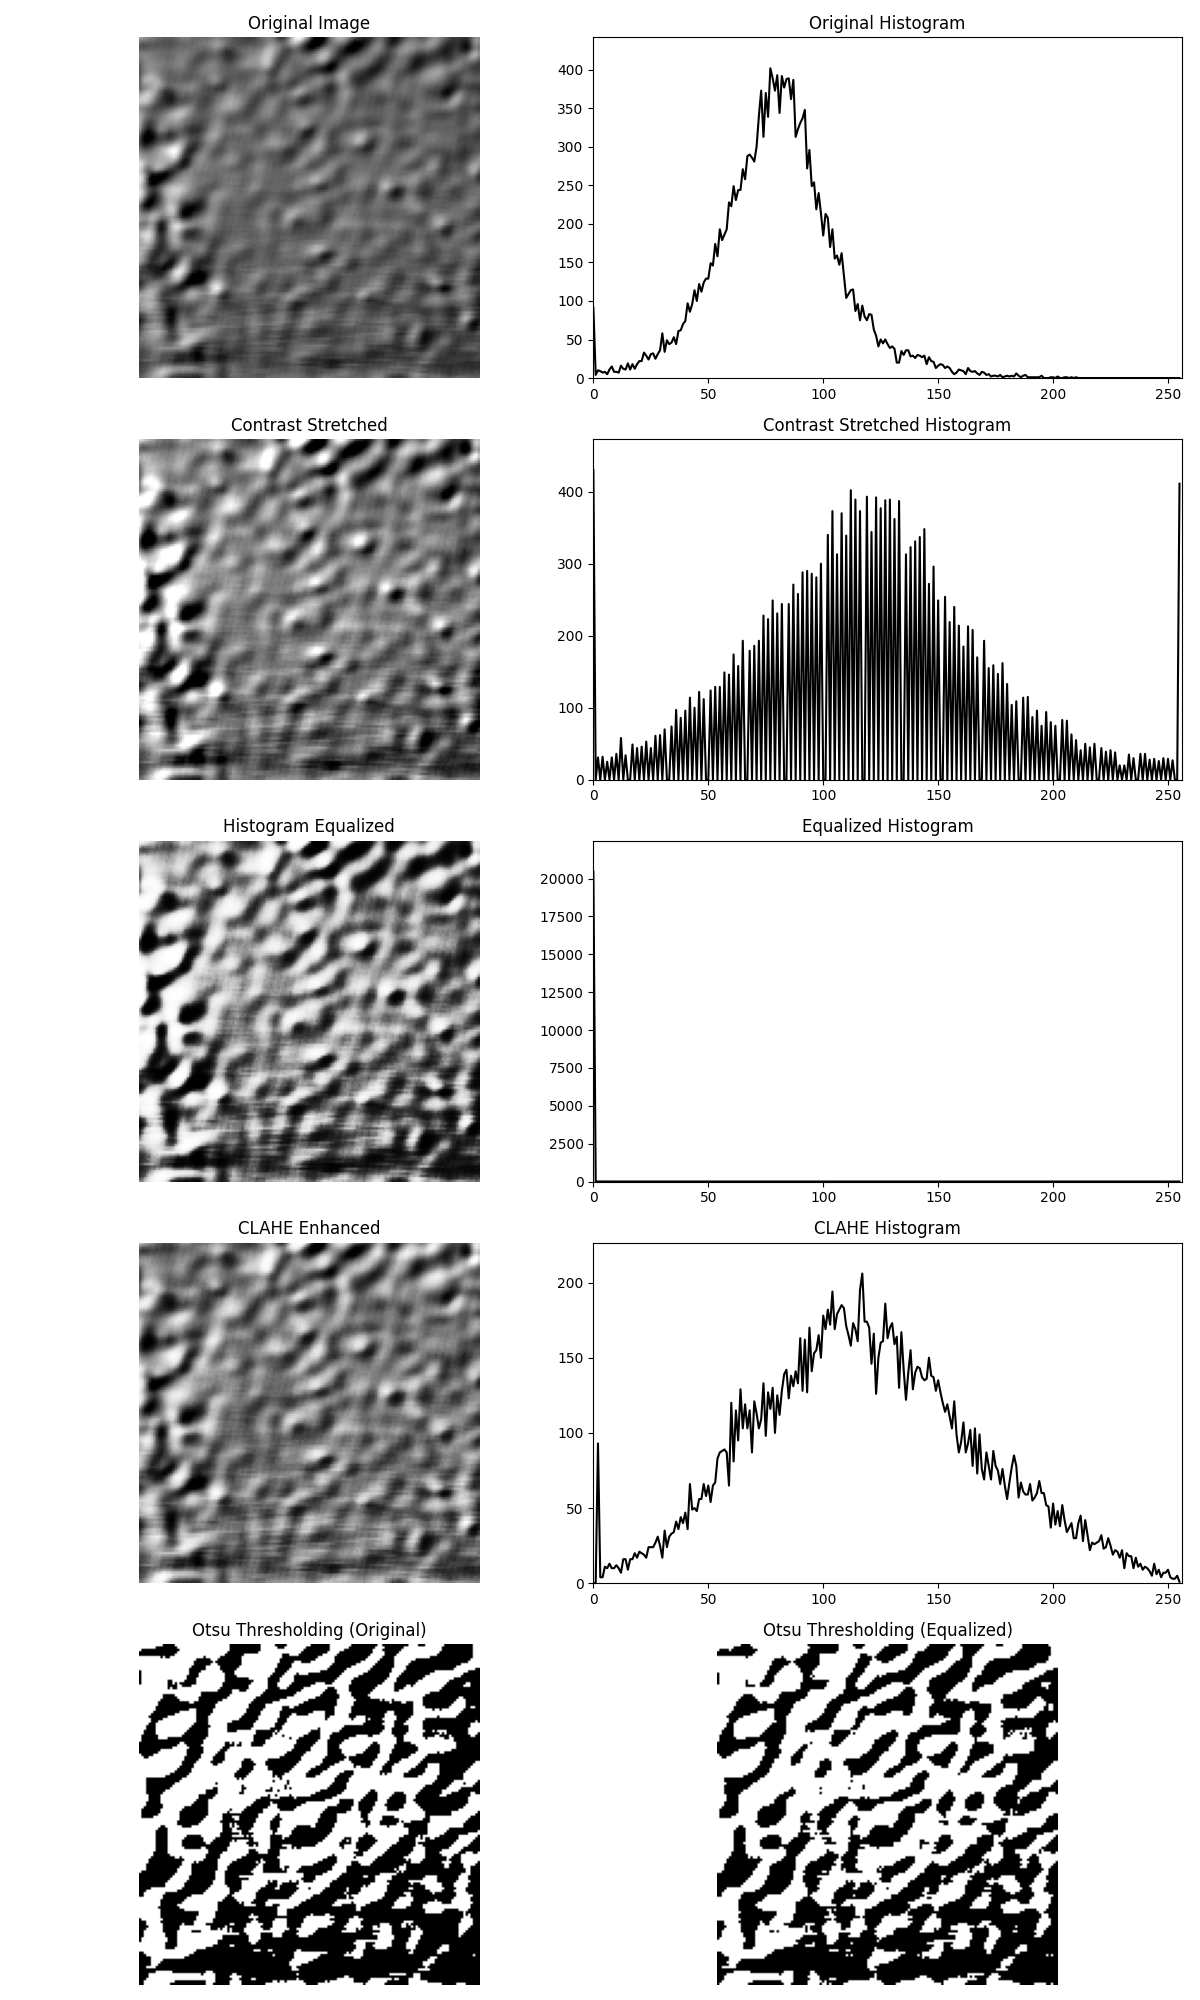 Original Image
Original Histogram
400
350
300
250
200
150
100
50
0
0 50 100 150 200 250
Contrast Stretched
Contrast Stretched Histogram
400
300
200
100
0
0 50 100 150 200 250
Histogram Equalized
Equalized Histogram
20000
17500
15000
12500
10000
7500
5000
2500
0
0 50 100 150 200 250
CLAHE Enhanced
CLAHE Histogram
200
150
100
50
0
0 50 100 150 200 250
Otsu Thresholding (Original)
Otsu Thresholding (Equalized)